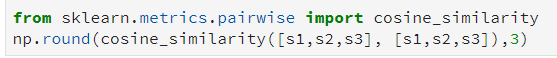 from sklearn.metrics.pairwise import cosine_similarity
np.round(cosine_similarity([s1,s2,s3], [s1,s2,s3]),3)